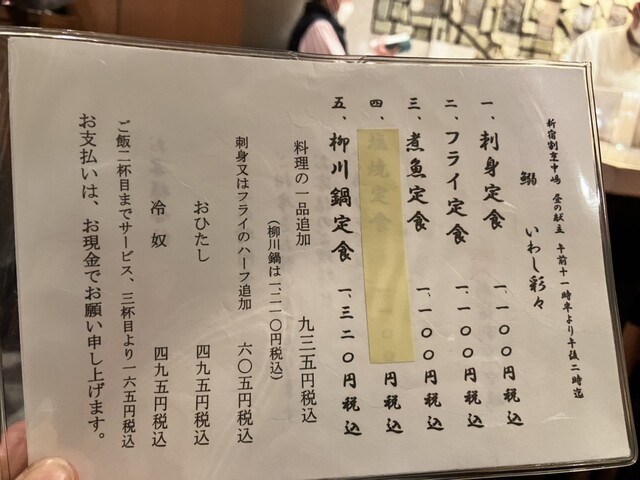 新宿割烹中嶋 昼の献立 午前十一時半より午後二時迄
鰯 いわし彩々
一、刺身定食 一、一〇〇円税込
二、フライ定食 一、一〇〇円税込
三、煮魚定食 一、一〇〇円税込
四、塩焼定食 円税込
五、柳川鍋定食 一、三二〇円税込
料理の一品追加 九三五円税込
（柳川鍋は一、二一〇円税込）
刺身又はフライのハーフ追加 六〇五円税込
おひたし 四九五円税込
冷奴 四九五円税込
ご飯二杯目までサービス、三杯目より一六五円税込
お支払いは、お現金でお願い申し上げます。